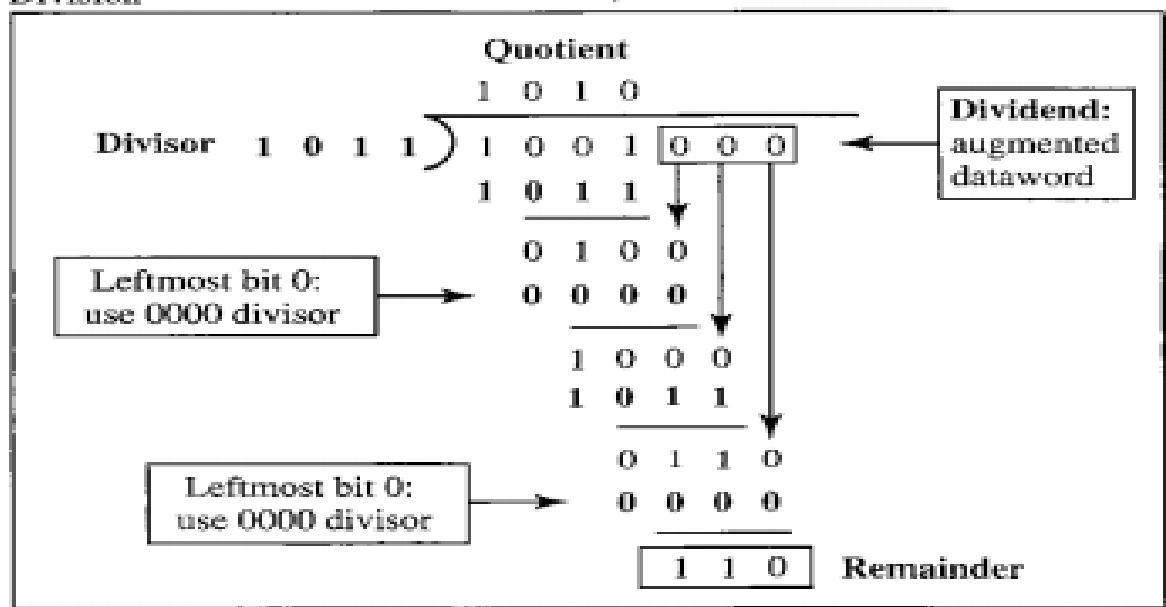 Division
Quotient
1 0 1 0
Divisor 1 0 1 1 1 0 0 1 0 0 0
Dividend:
augmented
dataword
1 0 1 1
0 1 0 0
Leftmost bit 0:
use 0000 divisor
0 0 0 0
1 0 0 0
1 0 1 1
0 1 1 0
Leftmost bit 0:
use 0000 divisor
0 0 0 0
1 1 0 Remainder